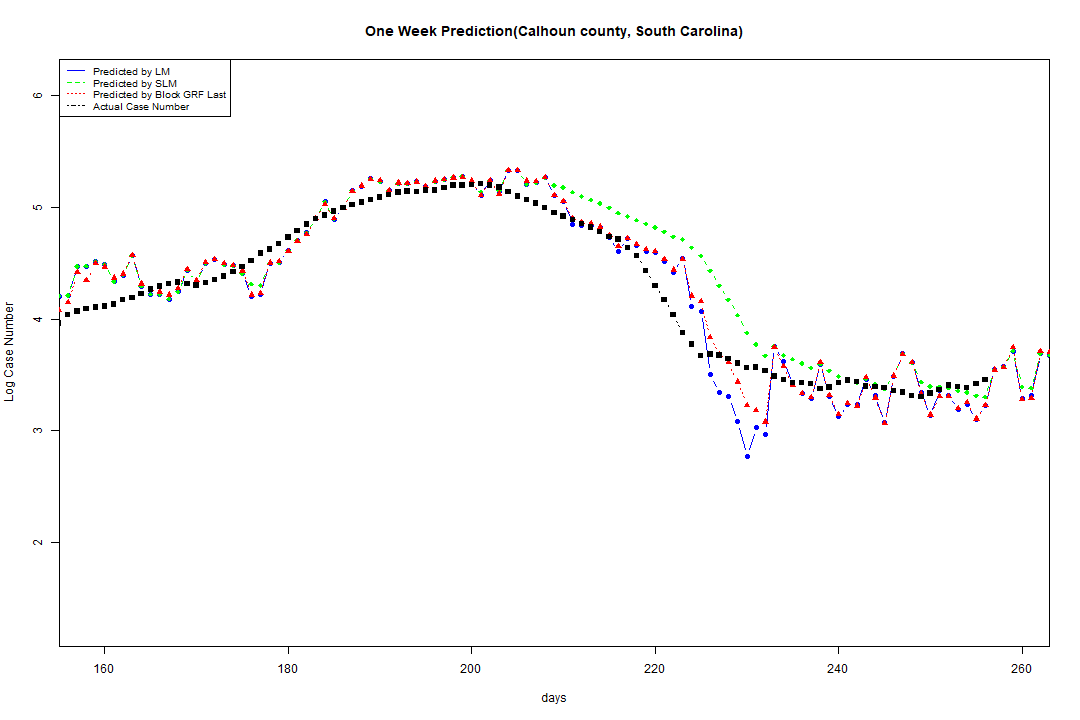 One Week Prediction(Calhoun county, South Carolina)
Predicted by LM
Predicted by SLM
Predicted by Block GRF Last
Actual Case Number
6
5
4
3
2
Log Case Number
160 180 200 220 240 260
days